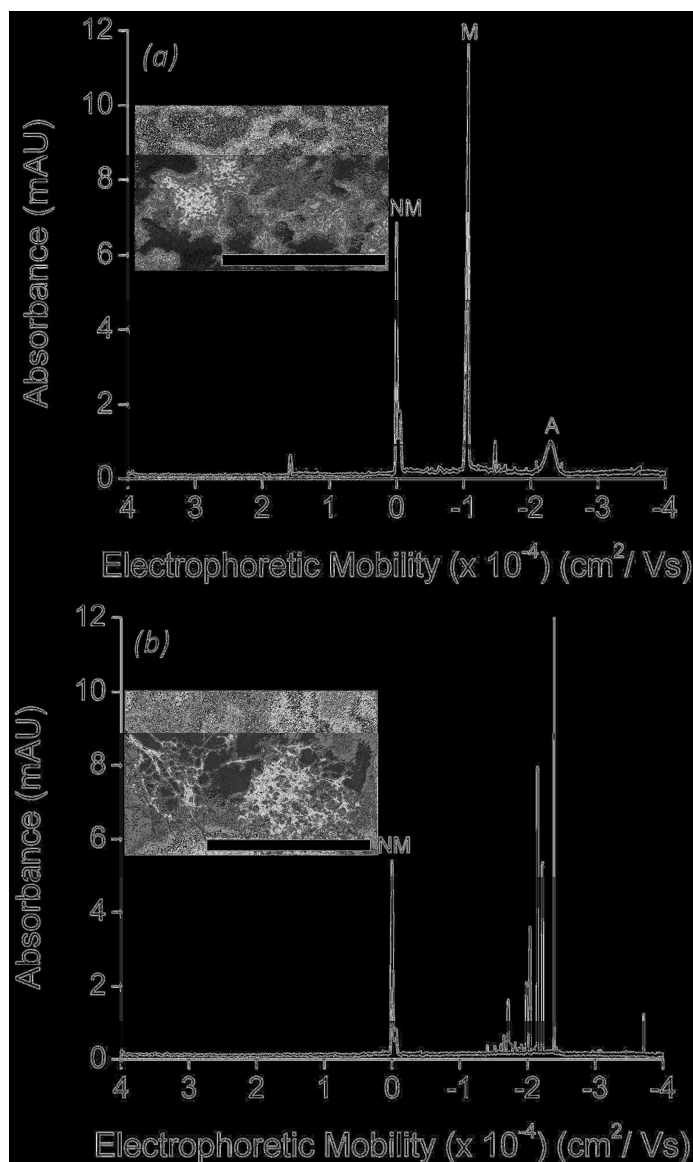 12
(a)
M
10
8
NM
6
4
2
A
0
4 3 2 1 0 -1 -2 -3 -4
Absorbance (mAU)
Electrophoretic Mobility (x 10⁻⁴) (cm²/ Vs)
12
(b)
10
8
6
NM
4
2
0
4 3 2 1 0 -1 -2 -3 -4
Absorbance (mAU)
Electrophoretic Mobility (x 10⁻⁴) (cm²/ Vs)